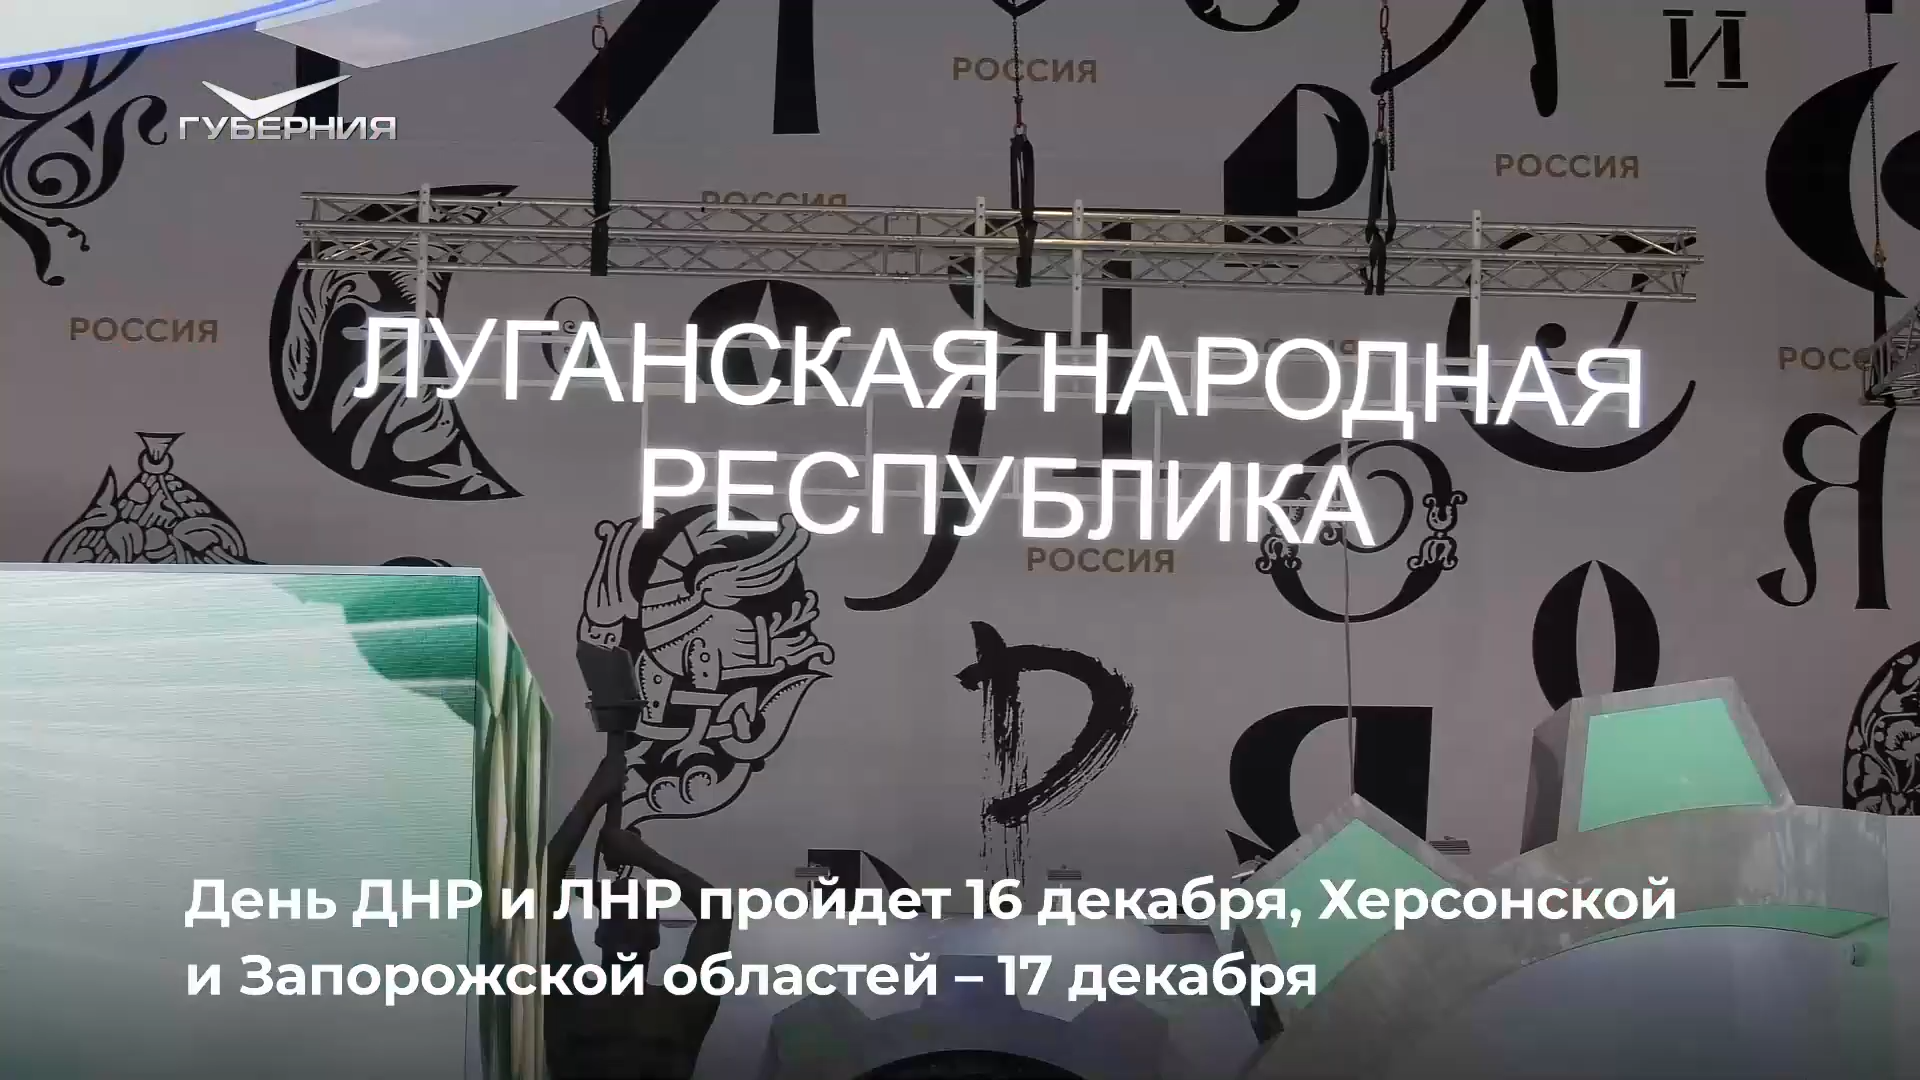 РОССИЯ
ГУБЕРНИЯ
РОССИЯ
РОССИЯ
РОССИЯ
ЛУГАНСКАЯ НАРОДНАЯ
РЕСПУБЛИКА
РОССИЯ
День ДНР и ЛНР пройдет 16 декабря, Херсонской
и Запорожской областей – 17 декабря